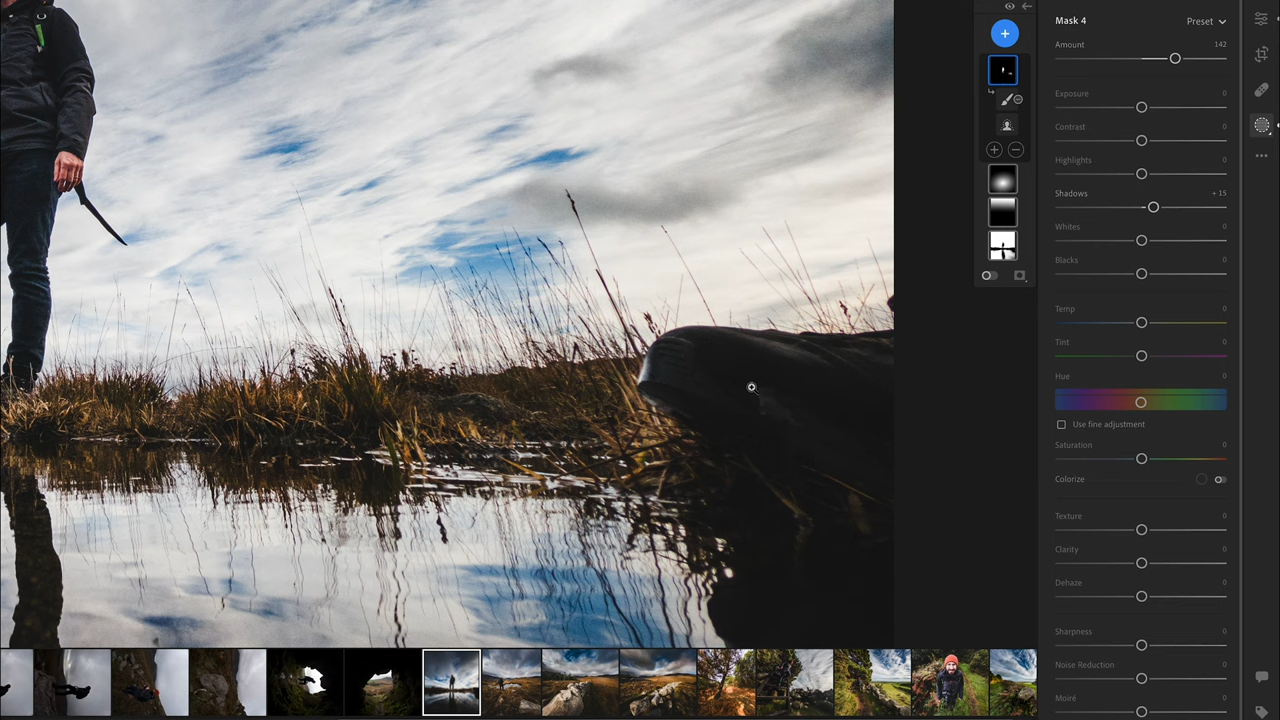 Mask 4 Preset
Amount 142
Exposure 0
Contrast 0
Highlights 0
Shadows + 15
Whites 0
Blacks 0
Temp 0
Tint 0
Hue 0
Use fine adjustment
Saturation 0
Colorize
Texture 0
Clarity 0
Dehaze 0
Sharpness 0
Noise Reduction 0
Moiré 0